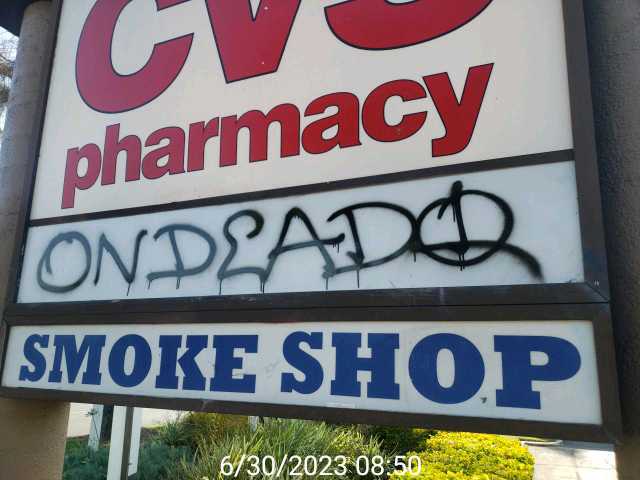 CVS
pharmacy
ONDEADO
SMOKE SHOP
6/30/2023 08:50